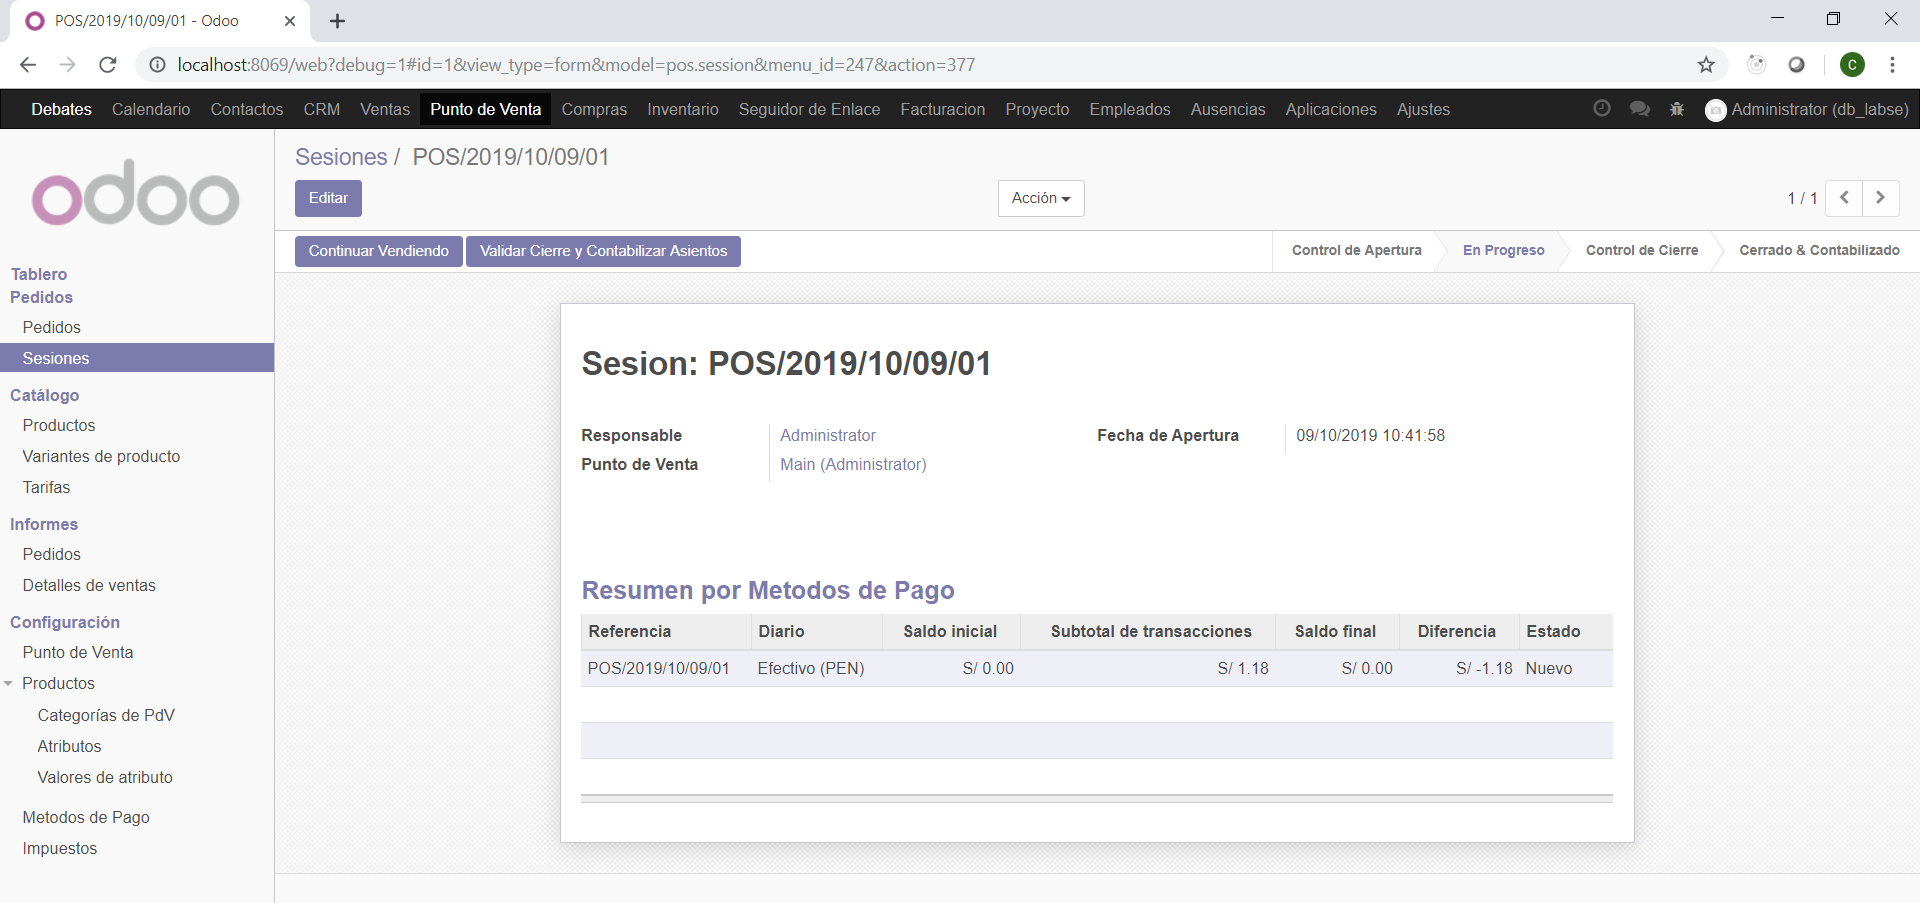 POS/2019/10/09/01 - Odoo
localhost:8069/web?debug=1#id=1&view_type=form&model=pos.session&menu_id=247&action=377
C
Debates Calendario Contactos CRM Ventas Punto de Venta Compras Inventario Seguidor de Enlace Facturacion Proyecto Empleados Ausencias Aplicaciones Ajustes Administrator (db_labse)
odoo
Sesiones / POS/2019/10/09/01
Editar
Acción
1 / 1
Continuar Vendiendo Validar Cierre y Contabilizar Asientos
Control de Apertura En Progreso Control de Cierre Cerrado & Contabilizado
Tablero
Pedidos
Pedidos
Sesiones
Catálogo
Productos
Variantes de producto
Tarifas
Informes
Pedidos
Detalles de ventas
Configuración
Punto de Venta
Productos
Categorías de PdV
Atributos
Valores de atributo
Metodos de Pago
Impuestos
Sesion: POS/2019/10/09/01
Responsable Administrator Fecha de Apertura 09/10/2019 10:41:58
Punto de Venta Main (Administrator)
Resumen por Metodos de Pago
Referencia Diario Saldo inicial Subtotal de transacciones Saldo final Diferencia Estado
POS/2019/10/09/01 Efectivo (PEN) S/ 0.00 S/ 1.18 S/ 0.00 S/ -1.18 Nuevo